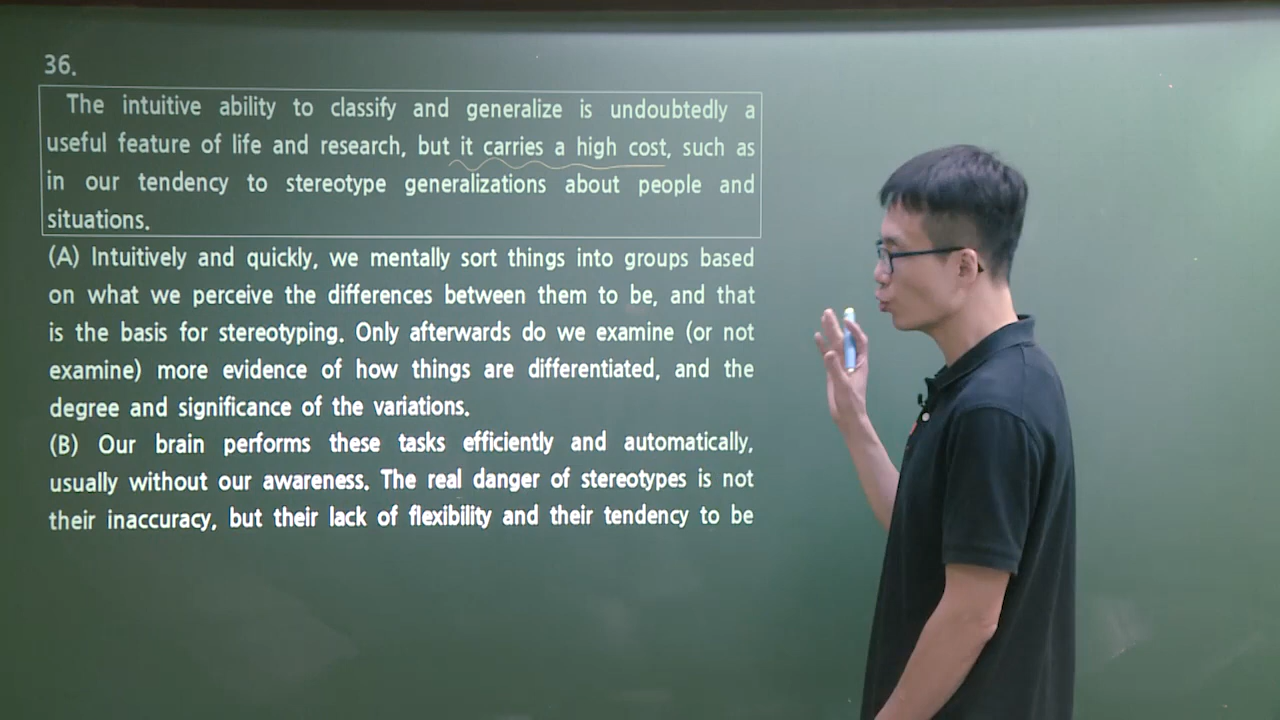 36.
The intuitive ability to classify and generalize is undoubtedly a
useful feature of life and research, but it carries a high cost, such as
in our tendency to stereotype generalizations about people and
situations.
(A) Intuitively and quickly, we mentally sort things into groups based
on what we perceive the differences between them to be, and that
is the basis for stereotyping. Only afterwards do we examine (or not
examine) more evidence of how things are differentiated, and the
degree and significance of the variations.
(B) Our brain performs these tasks efficiently and automatically,
usually without our awareness. The real danger of stereotypes is not
their inaccuracy, but their lack of flexibility and their tendency to be